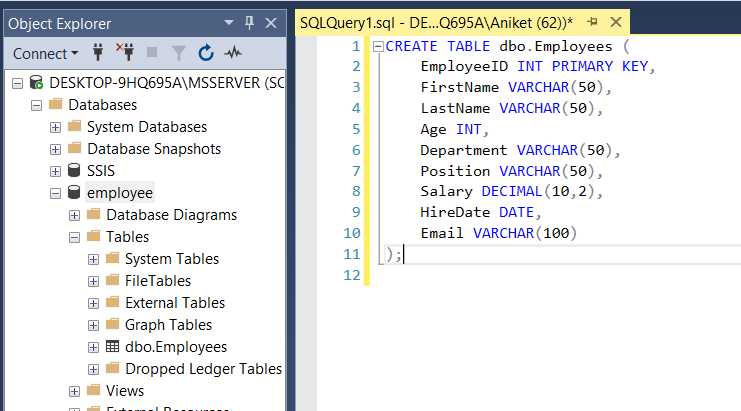 Object Explorer
Connect
DESKTOP-9HQ695A\MSSERVER (SC
Databases
System Databases
Database Snapshots
SSIS
employee
Database Diagrams
Tables
System Tables
FileTables
External Tables
Graph Tables
dbo.Employees
Dropped Ledger Tables
Views
External Resources
SQLQuery1.sql - DE...Q695A\Aniket (62))*
1 CREATE TABLE dbo.Employees (
2 EmployeeID INT PRIMARY KEY,
3 FirstName VARCHAR(50),
4 LastName VARCHAR(50),
5 Age INT,
6 Department VARCHAR(50),
7 Position VARCHAR(50),
8 Salary DECIMAL(10,2),
9 HireDate DATE,
10 Email VARCHAR(100)
11 );
12